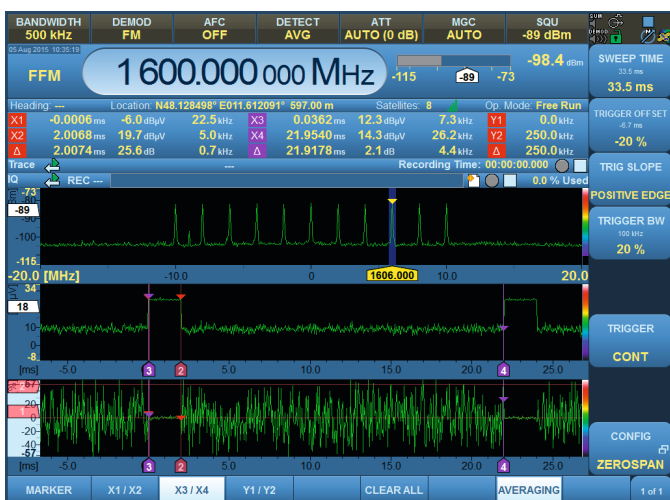 BANDWIDTH DEMOD AFC DETECT ATT MGC SQU
500 kHz FM OFF AVG AUTO (0 dB) AUTO -89 dBm
SUM
DEMOD
05 Aug 2015 10:35:19
FFM 1 600.000 000 MHz -115 -89 -73 -98.4 dBm
SWEEP TIME
33.5 ms
33.5 ms
Heading: --- Location: N48.128498° E011.612091° 597.00 m Satellites: 8 Op. Mode: Free Run
X1 -0.0006 ms -6.0 dBµV 22.5 kHz X3 0.0362 ms 12.3 dBµV 7.3 kHz Y1 0.0 kHz
X2 2.0068 ms 19.7 dBµV 5.0 kHz X4 21.9540 ms 14.3 dBµV 26.2 kHz Y2 250.0 kHz
Δ 2.0074 ms 25.6 dB 0.7 kHz Δ 21.9178 ms 2.1 dB 4.4 kHz Δ 250.0 kHz
TRIGGER OFFSET
-6.7 ms
-20 %
Trace --- Recording Time: 00:00:00.000
IQ REC --- 0.0 % Used
TRIG SLOPE
POSITIVE EDGE
TRIGGER BW
100 kHz
20 %
-73
-80
-89
-90
-100
-115
-20.0 [MHz] -10.0 0 1606.000 10.0 20.0
34
18
10
0
-8
[ms] -5.0 3 2 5.0 10.0 15.0 20.0 4 25.0
TRIGGER
CONT
57
2
1
20
0
-20
-40
-57
[ms] -5.0 3 2 5.0 10.0 15.0 20.0 4 25.0
CONFIG
ZEROSPAN
MARKER X1 / X2 X3 / X4 Y1 / Y2 CLEAR ALL AVERAGING 1 of 1